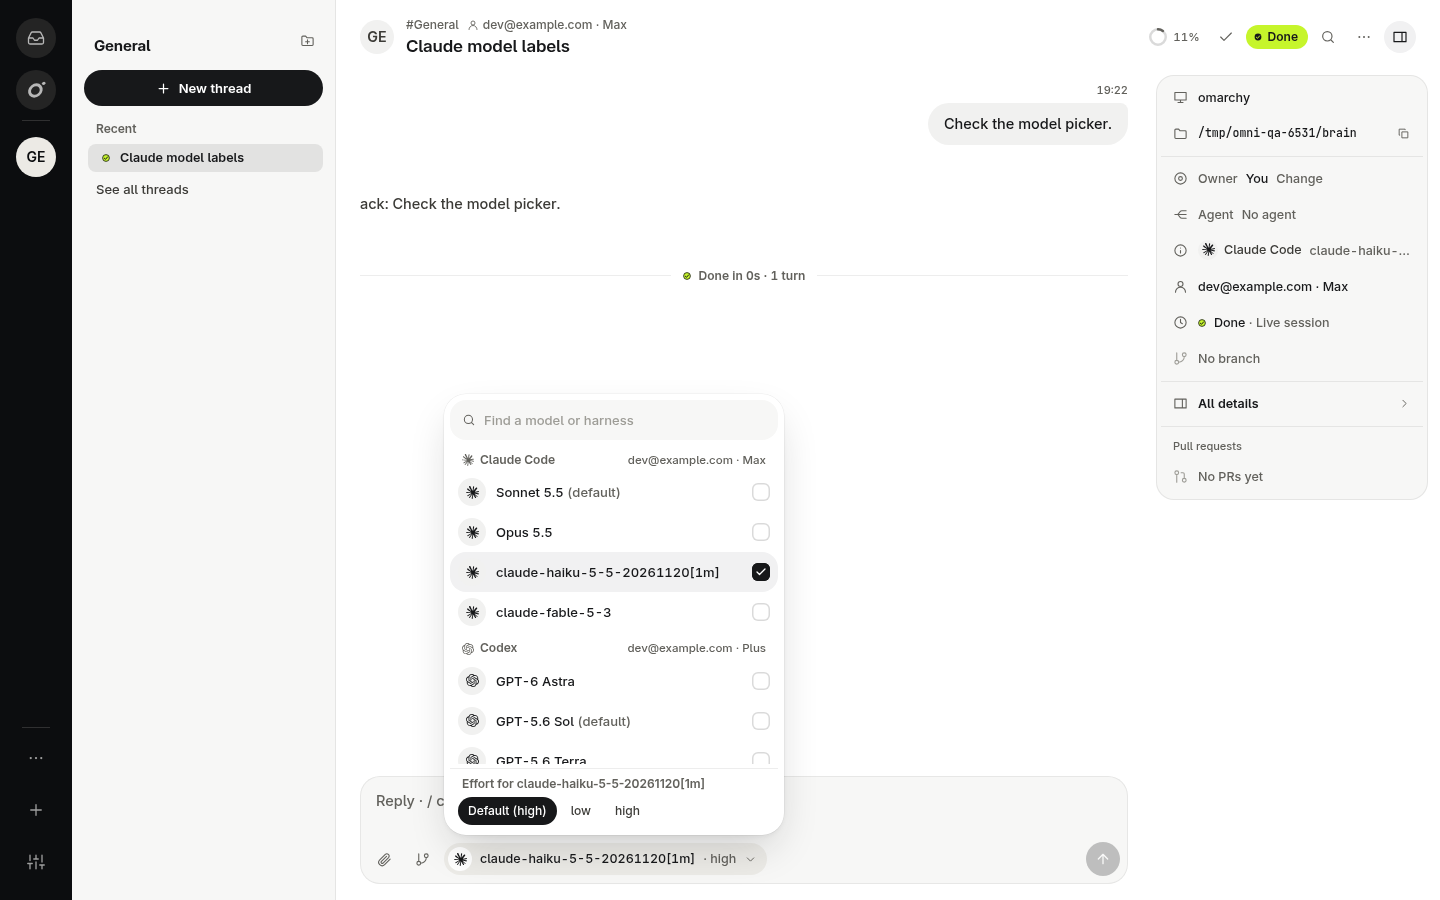 GE
General
New thread
Recent
Claude model labels
See all threads
GE
#General dev@example.com · Max
Claude model labels
11%
Done
19:22
Check the model picker.
ack: Check the model picker.
Done in 0s · 1 turn
Find a model or harness
Claude Code dev@example.com · Max
Sonnet 5.5 (default)
Opus 5.5
claude-haiku-5-5-20261120[1m]
claude-fable-5-3
Codex dev@example.com · Plus
GPT-6 Astra
GPT-5.6 Sol (default)
GPT-5.6 Terra
Effort for claude-haiku-5-5-20261120[1m]
Default (high) low high
Reply · / c
claude-haiku-5-5-20261120[1m] · high
omarchy
/tmp/omni-qa-6531/brain
Owner You Change
Agent No agent
Claude Code claude-haiku-...
dev@example.com · Max
Done · Live session
No branch
All details
Pull requests
No PRs yet